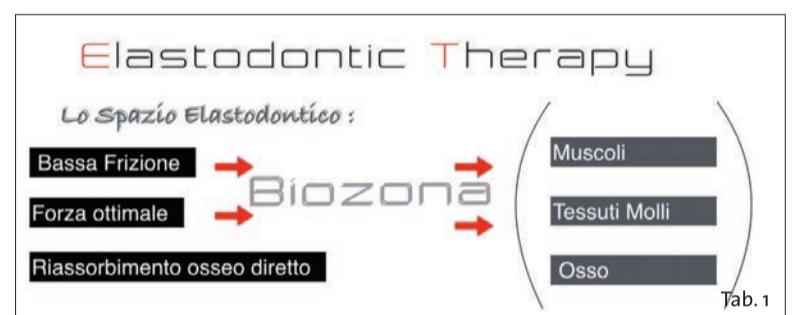 Elastodontic Therapy
Lo Spazio Elastodontico :
Bassa Frizione
Forza ottimale
Riassorbimento osseo diretto
Biozona
Muscoli
Tessuti Molli
Osso
Tab. 1